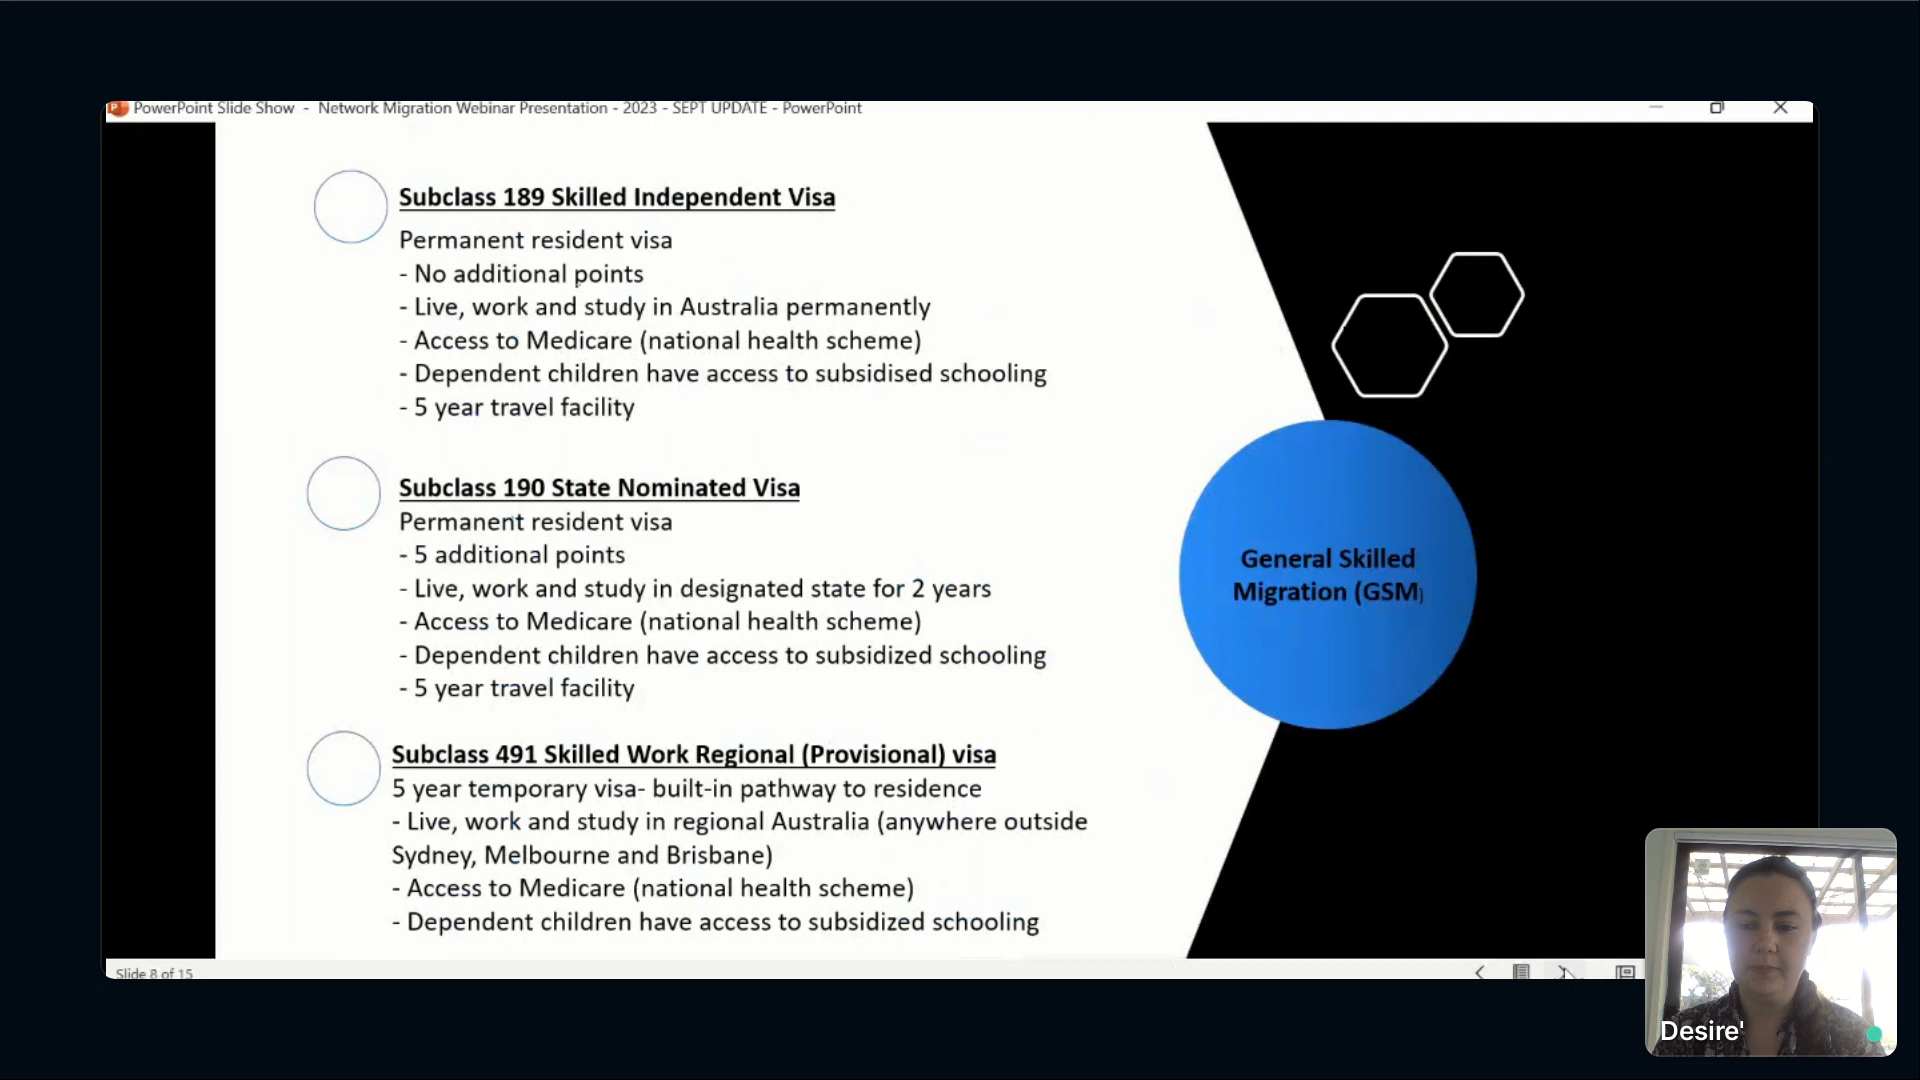 PowerPoint Slide Show - Network Migration Webinar Presentation - 2023 - SEPT UPDATE - PowerPoint
Subclass 189 Skilled Independent Visa
Permanent resident visa
- No additional points
- Live, work and study in Australia permanently
- Access to Medicare (national health scheme)
- Dependent children have access to subsidised schooling
- 5 year travel facility
Subclass 190 State Nominated Visa
Permanent resident visa
- 5 additional points
- Live, work and study in designated state for 2 years
- Access to Medicare (national health scheme)
- Dependent children have access to subsidized schooling
- 5 year travel facility
Subclass 491 Skilled Work Regional (Provisional) visa
5 year temporary visa- built-in pathway to residence
- Live, work and study in regional Australia (anywhere outside
Sydney, Melbourne and Brisbane)
- Access to Medicare (national health scheme)
- Dependent children have access to subsidized schooling
General Skilled
Migration (GSM)
Slide 8 of 15
Desire'